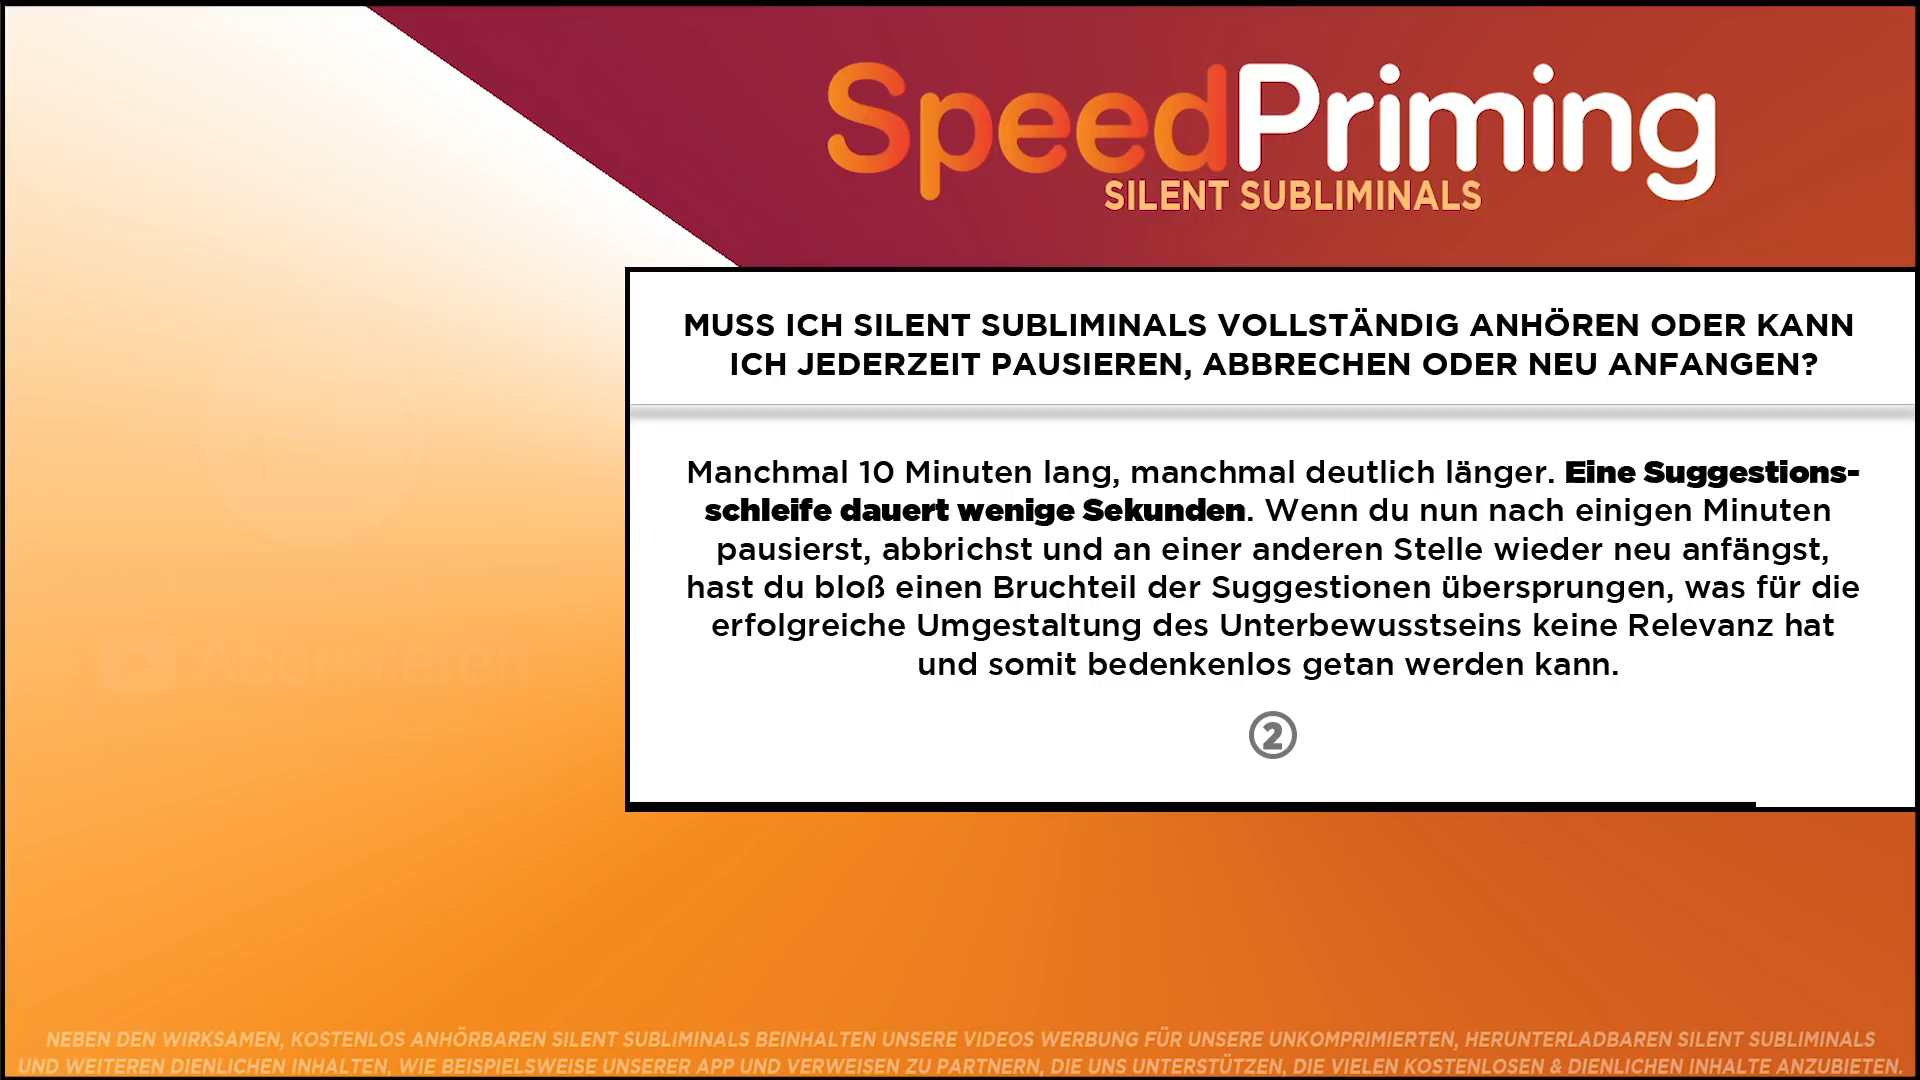 SpeedPriming
SILENT SUBLIMINALS
MUSS ICH SILENT SUBLIMINALS VOLLSTÄNDIG ANHÖREN ODER KANN
ICH JEDERZEIT PAUSIEREN, ABBRECHEN ODER NEU ANFANGEN?
Manchmal 10 Minuten lang, manchmal deutlich länger. Eine Suggestions-
schleife dauert wenige Sekunden. Wenn du nun nach einigen Minuten
pausierst, abbrichst und an einer anderen Stelle wieder neu anfängst,
hast du bloß einen Bruchteil der Suggestionen übersprungen, was für die
erfolgreiche Umgestaltung des Unterbewusstseins keine Relevanz hat
und somit bedenkenlos getan werden kann.
2
Abonnieren
NEBEN DEN WIRKSAMEN, KOSTENLOS ANHÖRBAREN SILENT SUBLIMINALS BEINHALTEN UNSERE VIDEOS WERBUNG FÜR UNSERE UNKOMPRIMIERTEN, HERUNTERLADBAREN SILENT SUBLIMINALS
UND WEITEREN DIENLICHEN INHALTEN, WIE BEISPIELSWEISE UNSERER APP UND VERWEISEN ZU PARTNERN, DIE UNS UNTERSTÜTZEN, DIE VIELEN KOSTENLOSEN & DIENLICHEN INHALTE ANZUBIETEN.